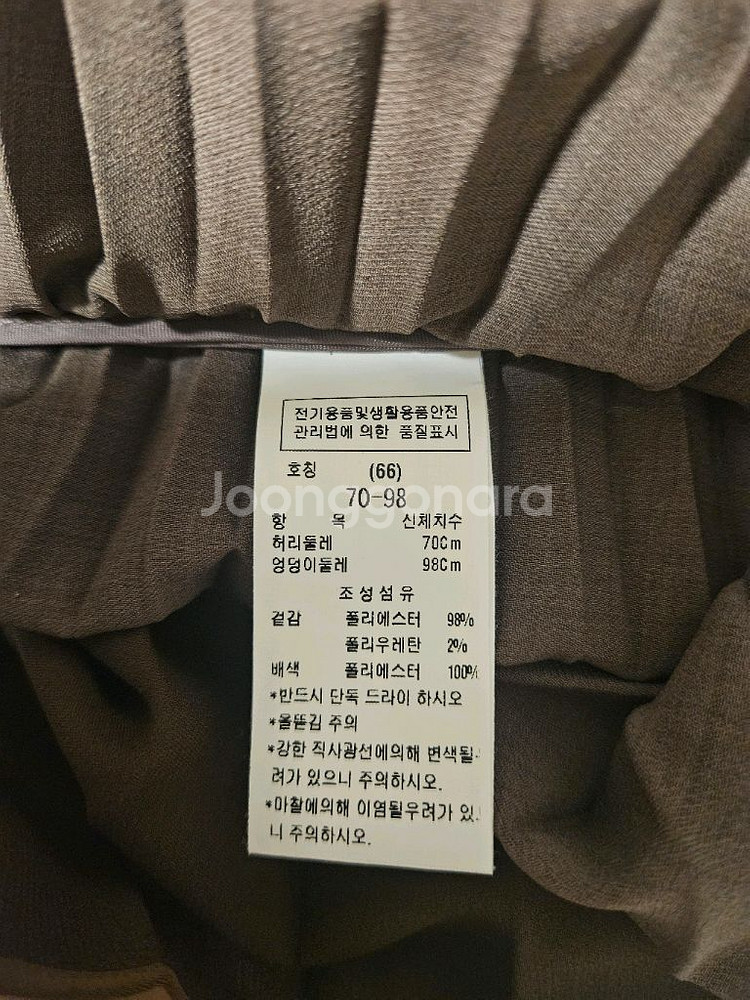 전기용품및생활용품안전
관리법에 의한 품질표시
호칭 (66)
70-98
Joonggonara
항 목 신체치수
허리둘레 70Cm
엉덩이둘레 98Cm
조성섬유
겉감 폴리에스터 98%
폴리우레탄 2%
배색 폴리에스터 100%
*반드시 단독 드라이 하시오
*올뜯김 주의
*강한 직사광선에의해 변색될
려가 있으니 주의하시오.
*마찰에의해 이염될우려가 있
니 주의하시오.